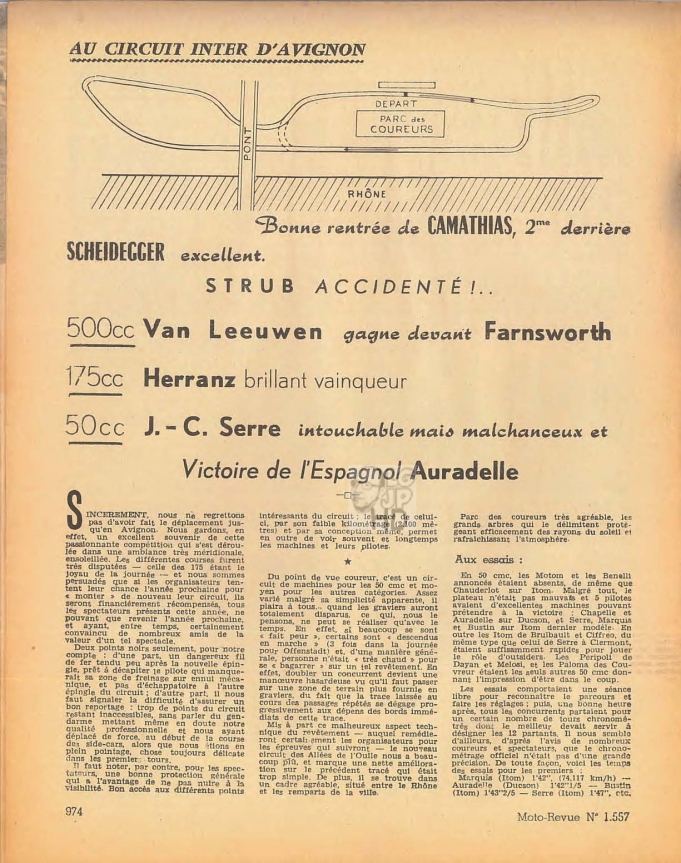 AU CIRCUIT INTER D'AVIGNON
DEPART
PARC des
COUREURS
PONT
RHÔNE
Bonne rentrée de CAMATHIAS, 2me derrière
SCHEIDEGGER excellent.
STRUB ACCIDENTÉ!..
500cc Van Leeuwen gagne devant Farnsworth
175cc Herranz brillant vainqueur
50cc J.-C. Serre intouchable mais malchanceux et
Victoire de l'Espagnol Auradelle
SINCEREMENT, nous ne regrettons
pas d'avoir fait le déplacement jus-
qu'en Avignon. Nous gardons, en
effet, un excellent souvenir de cette
passionnante compétition qui s'est dérou-
lée dans une ambiance très méridionale,
ensoleillée. Les différentes courses furent
très disputées — celle des 175 étant le
joyau de la journée — et nous sommes
persuadés que si les organisateurs ten-
tent leur chance l'année prochaine pour
« monter » de nouveau leur circuit, ils
seront financièrement récompensés, tous
les spectateurs présents cette année, ne
pouvant que revenir l'année prochaine,
et ayant, entre temps, certainement
convaincu de nombreux amis de la
valeur d'un tel spectacle.
Deux points noirs seulement, pour notre
compte : d'une part, un dangereux fil
de fer tendu peu après la nouvelle épin-
gle, prêt à décapiter le pilote qui manque-
rait sa zone de freinage sur ennui méca-
nique, et pas d'échappatoire à l'autre
épingle du circuit ; d'autre part, il nous
faut signaler la difficulté d'assurer un
bon reportage : trop de points du circuit
restant inaccessibles, sans parler du gen-
darme mettant même en doute notre
qualité professionnelle et nous ayant
déplacé de force, au début de la course
des side-cars, alors que nous étions en
plein pointage, chose toujours délicate
dans les premiers tours.
Il faut noter, par contre, pour les spec-
tateurs, une bonne protection générale
qui a l'avantage de ne pas nuire à la
visibilité. Bon accès aux différents points
intéressants du circuit ; le tracé de celui-
ci, par son faible kilométrage (2.100 mè-
tres) et par sa conception même, permet
en outre de voir souvent et longtemps
les machines et leurs pilotes.
★
Du point de vue coureur, c'est un cir-
cuit de machines pour les 50 cmc et mo-
yen pour les autres catégories. Assez
varié malgré sa simplicité apparente, il
plaira à tous... quand les graviers auront
totalement disparus, ce qui, nous le
pensons, ne peut se réaliser qu'avec le
temps. En effet, si beaucoup se sont
« fait peur », certains sont « descendus
en marche » (3 fois dans la journée
pour Offenstadt) et, d'une manière géné-
rale, personne n'était « très chaud » pour
se « bagarrer » sur un tel revêtement. En
effet, doubler un concurrent devient une
manœuvre hasardeuse vu qu'il faut passer
sur une zone de terrain plus fournie en
graviers, du fait que la trace laissée au
cours des passages répétés se dégage pro-
gressivement aux dépens des bords immé-
diats de cette trace.
Mis à part ce malheureux aspect tech-
nique du revêtement — auquel remédie-
ront certainement les organisateurs pour
les épreuves qui suivront — le nouveau
circuit des Allées de l'Oulle nous a beau-
coup plû, et marque une nette améliora-
tion sur le précédent tracé qui était
trop simple. De plus, il se trouve dans
un cadre agréable, situé entre le Rhône
et les remparts de la ville.
Parc des coureurs très agréable, les
grands arbres qui le délimitent proté-
geant efficacement des rayons du soleil et
rafraîchissant l'atmosphère.
Aux essais :
En 50 cmc, les Motom et les Benelli
annoncés étaient absents, de même que
Chauderlot sur Itom. Malgré tout, le
plateau n'était pas mauvais et 5 pilotes
avaient d'excellentes machines pouvant
prétendre à la victoire : Chapelle et
Auradelle sur Ducson, et Serre, Marquis
et Bustin sur Itom dernier modèle. En
outre les Itom de Brulbault et Ciffreo, du
même type que celui de Serre à Clermont,
étaient suffisamment rapides pour jouer
le rôle d'outsiders. Les Péripoli de
Dayan et Melosi, et les Paloma des Cou-
vreur étaient les seuls autres 50 cmc don-
nant l'impression d'être dans le coup.
Les essais comportaient une séance
libre pour reconnaître le parcours et
faire les réglages ; puis, une bonne heure
après, tous les concurrents partaient pour
un certain nombre de tours chronomé-
trés dont le meilleur devait servir à
désigner les 12 partants. Il nous semble
d'ailleurs, d'après l'avis de nombreux
coureurs et spectateurs, que le chrono-
métrage officiel n'était pas d'une grande
précision. De toute façon, voici les temps
des essais pour les premiers :
Marquis (Itom) 1'42" (74,117 km/h) —
Auradelle (Ducson) 1'42"1/5 — Bustin
(Itom) 1'43"2/5 — Serre (Itom) 1'47", etc.
974
Moto-Revue N° 1.557